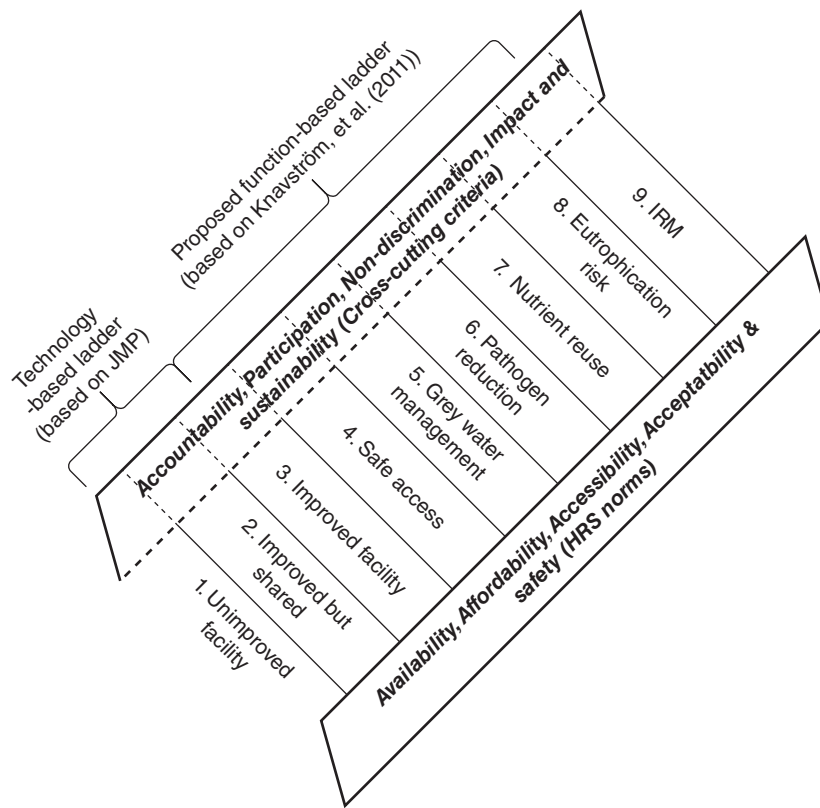 Technology
-based ladder
(based on JMP)
Proposed function-based ladder
(based on Knavström, et al. (2011))
Accountability, Participation, Non-discrimination, Impact and
sustainability (Cross-cutting criteria)
1. Unimproved
facility
2. Improved but
shared
3. Improved facility
4. Safe access
5. Grey water
management
6. Pathogen
reduction
7. Nutrient reuse
8. Eutrophication
risk
9. IRM
Availability, Affordability, Accessibility, Acceptatbility &
safety (HRS norms)